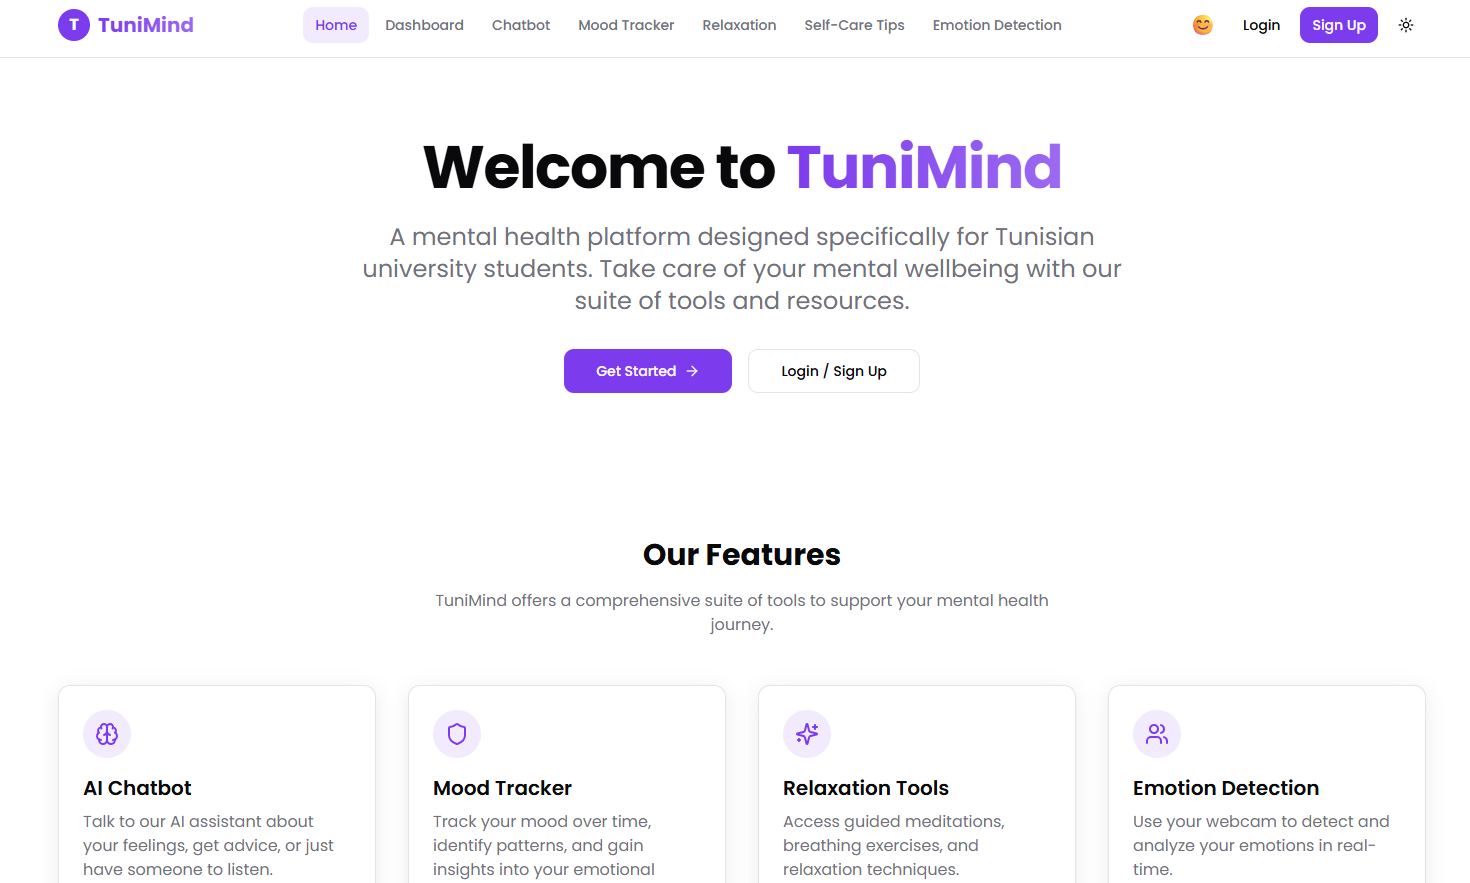 T TuniMind
Home Dashboard Chatbot Mood Tracker Relaxation Self-Care Tips Emotion Detection
😊 Login Sign Up
Welcome to TuniMind
A mental health platform designed specifically for Tunisian
university students. Take care of your mental wellbeing with our
suite of tools and resources.
Get Started → Login / Sign Up
Our Features
TuniMind offers a comprehensive suite of tools to support your mental health
journey.
AI Chatbot
Talk to our AI assistant about
your feelings, get advice, or just
have someone to listen.
Mood Tracker
Track your mood over time,
identify patterns, and gain
insights into your emotional
Relaxation Tools
Access guided meditations,
breathing exercises, and
relaxation techniques.
Emotion Detection
Use your webcam to detect and
analyze your emotions in real-
time.